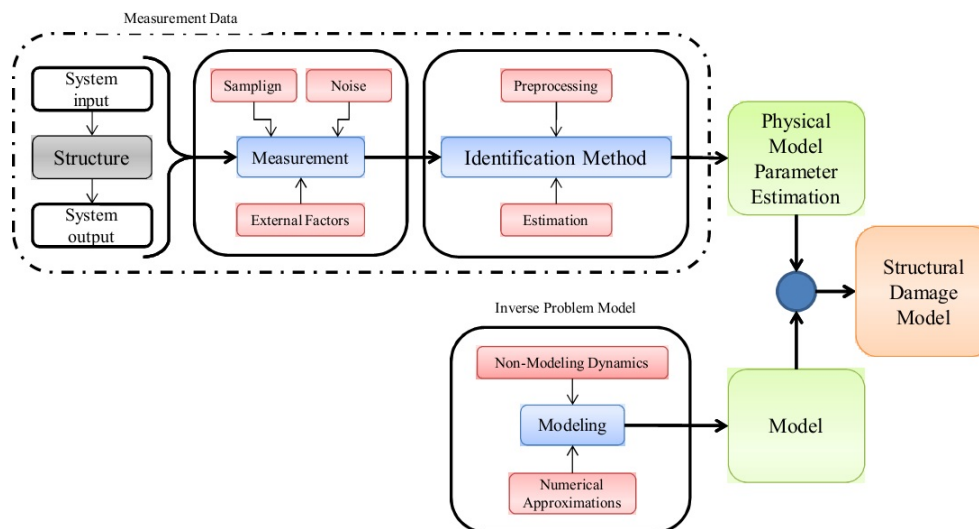 Measurement Data
System
input
Structure
System
output
Samplign
Noise
Measurement
External Factors
Preprocessing
Identification Method
Estimation
Physical
Model
Parameter
Estimation
Structural
Damage
Model
Inverse Problem Model
Non-Modeling Dynamics
Modeling
Numerical
Approximations
Model